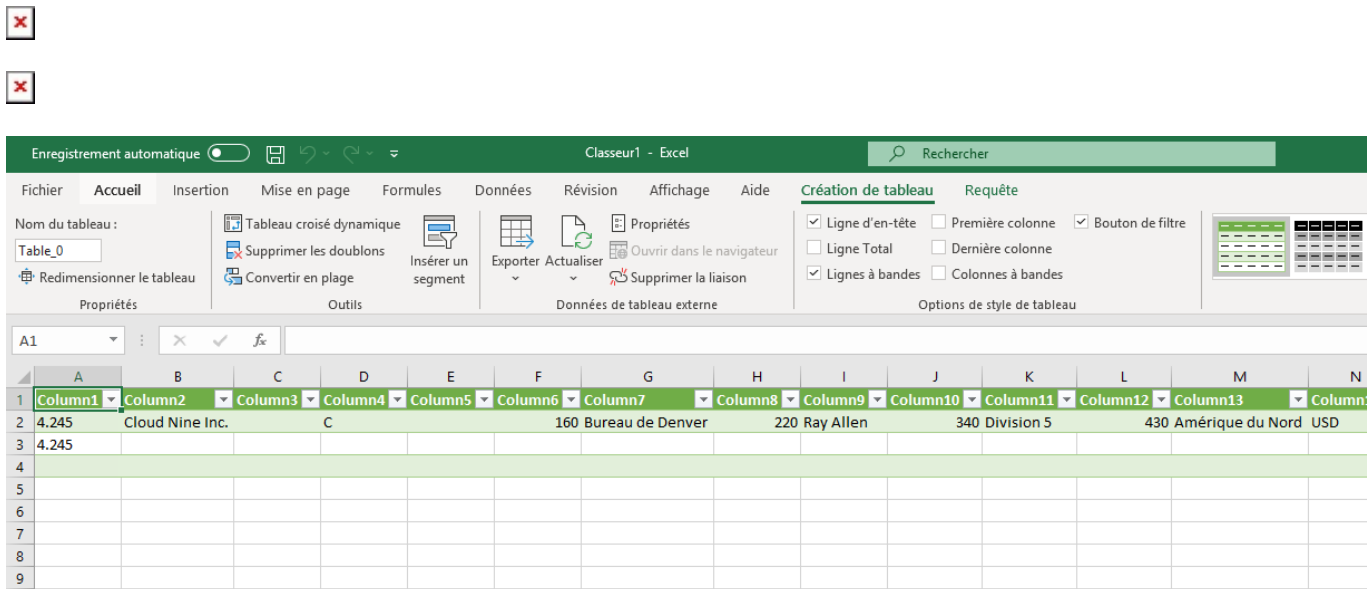 Enregistrement automatique Classeur1 - Excel Rechercher
Fichier Accueil Insertion Mise en page Formules Données Révision Affichage Aide Création de tableau Requête
Nom du tableau :
Table_0
Redimensionner le tableau
Propriétés
Tableau croisé dynamique
Supprimer les doublons
Convertir en plage
Insérer un
segment
Outils
Exporter Actualiser
Propriétés
Ouvrir dans le navigateur
Supprimer la liaison
Données de tableau externe
Ligne d'en-tête Première colonne Bouton de filtre
Ligne Total Dernière colonne
Lignes à bandes Colonnes à bandes
Options de style de tableau
A1 fx
A B C D E F G H I J K L M N
1 Column1 Column2 Column3 Column4 Column5 Column6 Column7 Column8 Column9 Column10 Column11 Column12 Column13 Column
2 4.245 Cloud Nine Inc. C 160 Bureau de Denver 220 Ray Allen 340 Division 5 430 Amérique du Nord USD
3 4.245
4
5
6
7
8
9